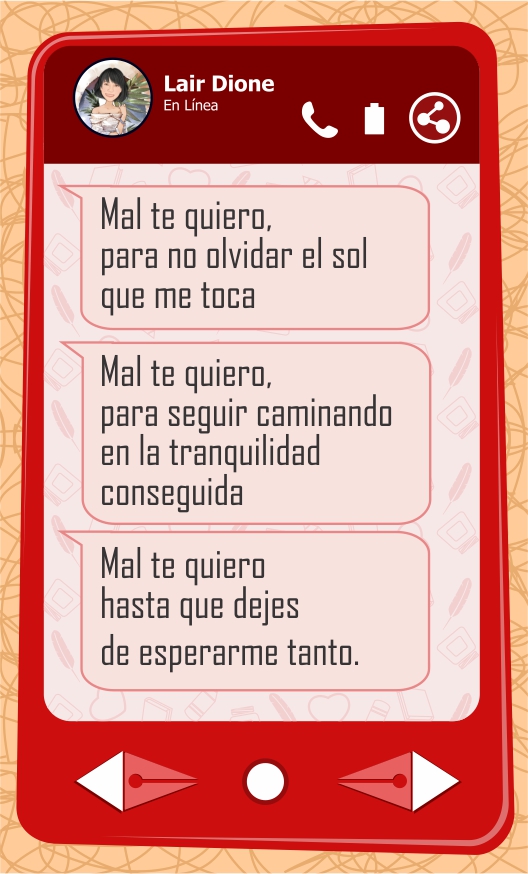 Lair Dione
En Línea
Mal te quiero,
para no olvidar el sol
que me toca
Mal te quiero,
para seguir caminando
en la tranquilidad
conseguida
Mal te quiero
hasta que dejes
de esperarme tanto.